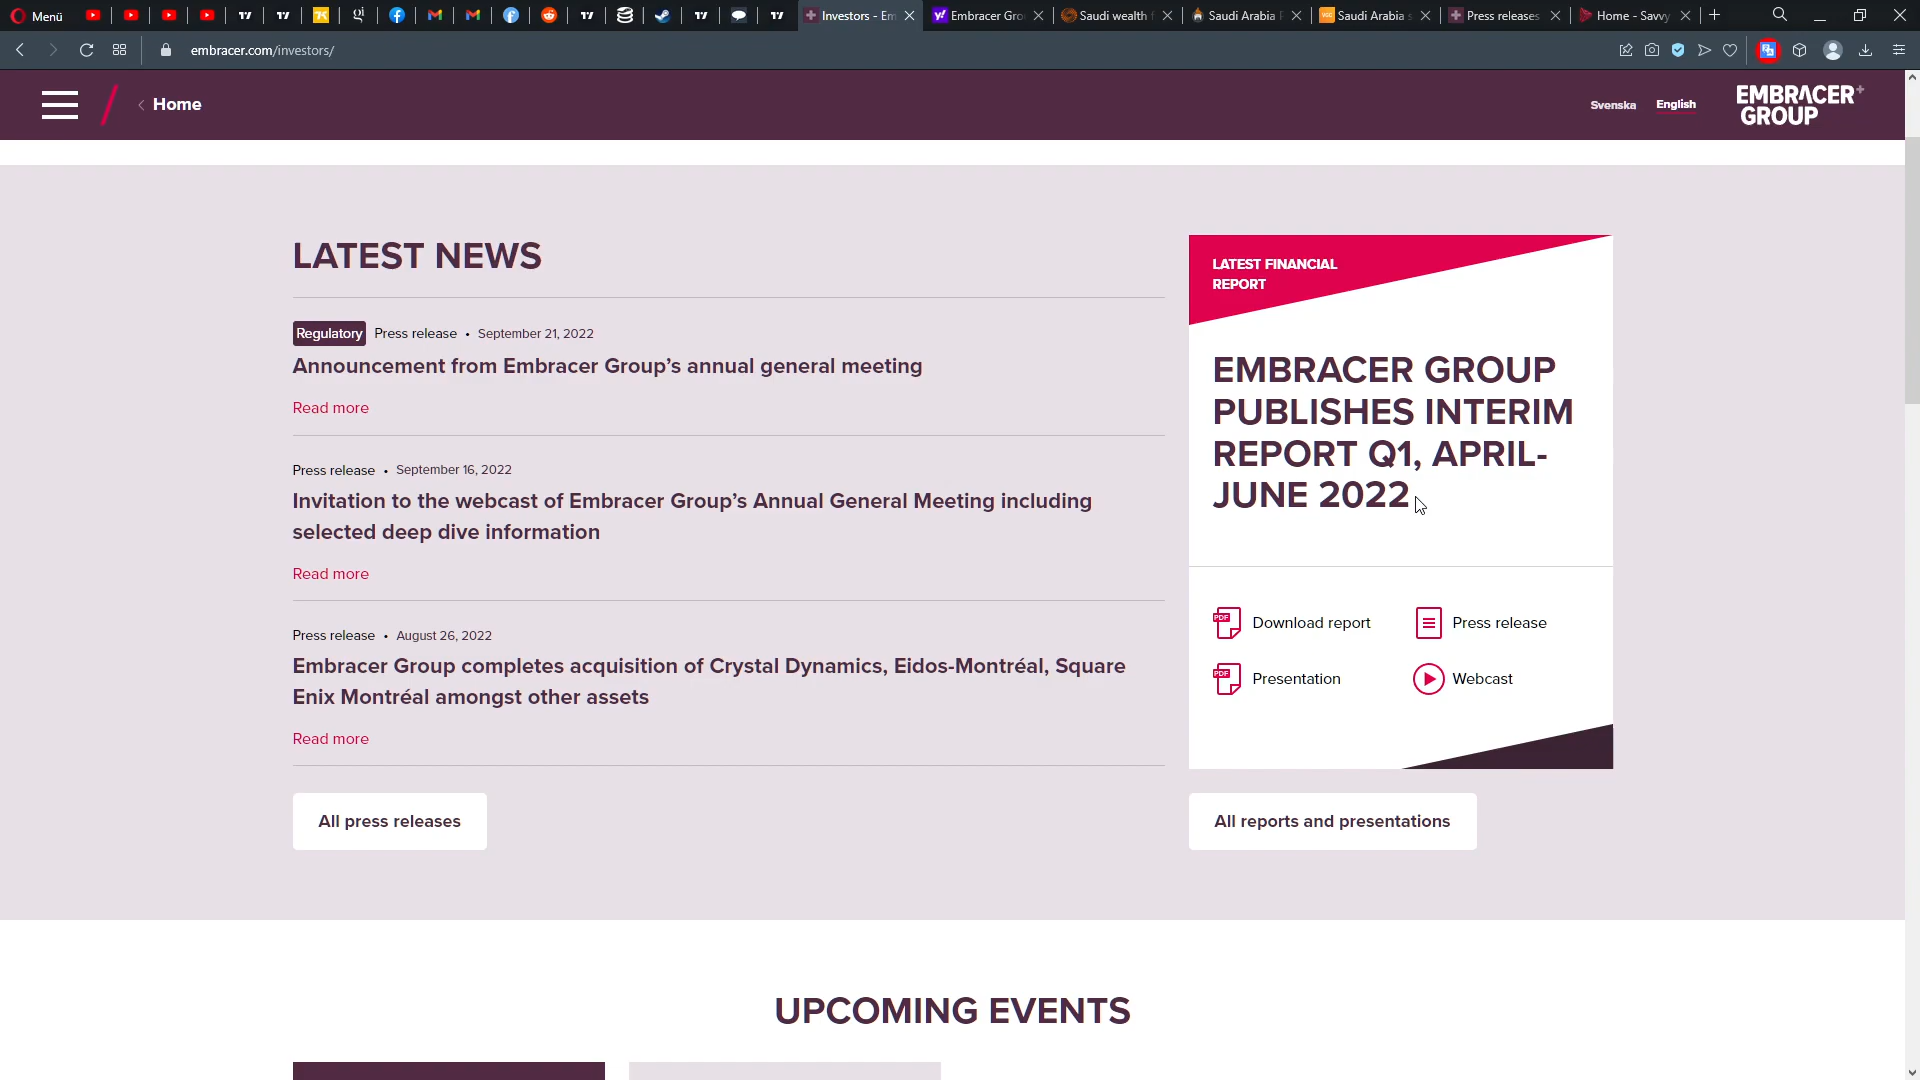 Menü
Investors - Em
Embracer Gro
Saudi wealth f
Saudi Arabia P
Saudi Arabia s
Press releases
Home - Savvy
embracer.com/investors/
Home
Svenska English
EMBRACER+
GROUP
LATEST NEWS
Regulatory Press release • September 21, 2022
Announcement from Embracer Group’s annual general meeting
Read more
Press release • September 16, 2022
Invitation to the webcast of Embracer Group’s Annual General Meeting including
selected deep dive information
Read more
Press release • August 26, 2022
Embracer Group completes acquisition of Crystal Dynamics, Eidos-Montréal, Square
Enix Montréal amongst other assets
Read more
All press releases
LATEST FINANCIAL
REPORT
EMBRACER GROUP
PUBLISHES INTERIM
REPORT Q1, APRIL-
JUNE 2022
PDF Download report
Press release
PDF Presentation
Webcast
All reports and presentations
UPCOMING EVENTS